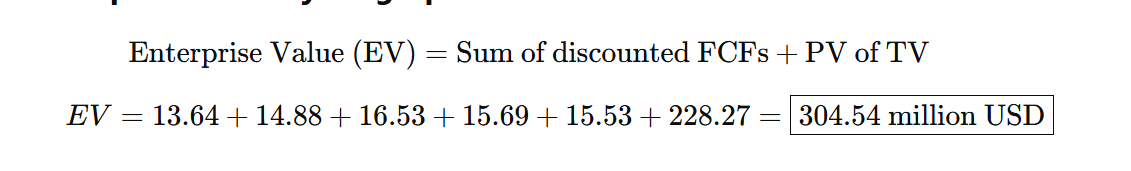 Enterprise Value (EV) = Sum of discounted FCFs + PV of TV
EV = 13.64 + 14.88 + 16.53 + 15.69 + 15.53 + 228.27 = 304.54 million USD